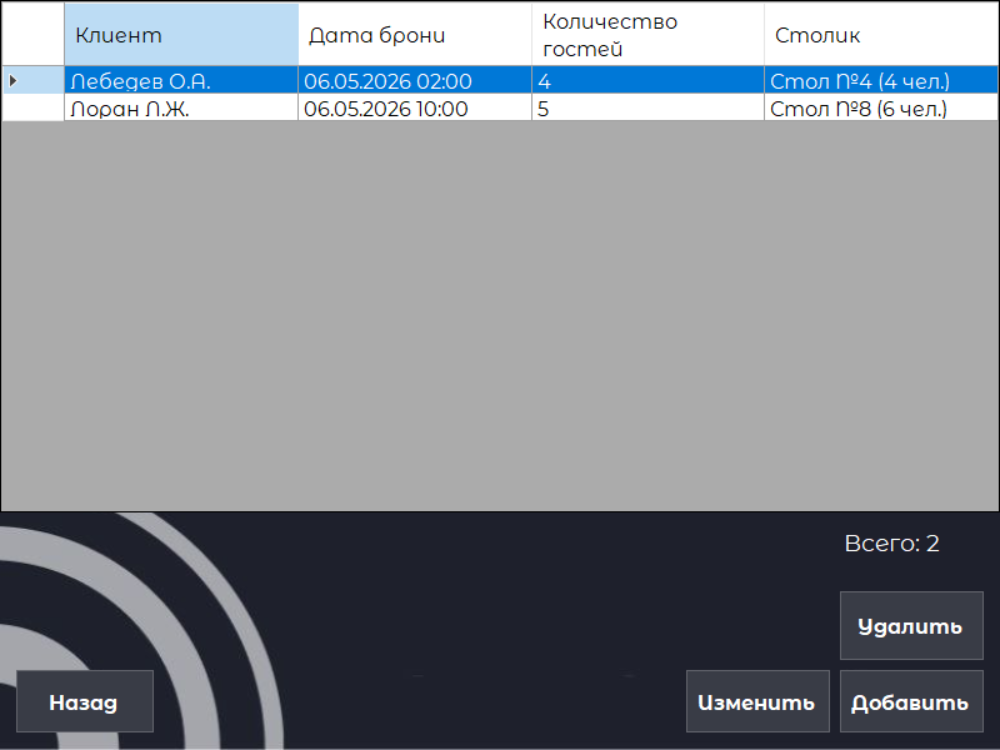 Клиент Дата брони Количество гостей Столик
Лебедев О.А. 06.05.2026 02:00 4 Стол №4 (4 чел.)
Лоран Л.Ж. 06.05.2026 10:00 5 Стол №8 (6 чел.)
Всего: 2
Удалить
Назад Изменить Добавить